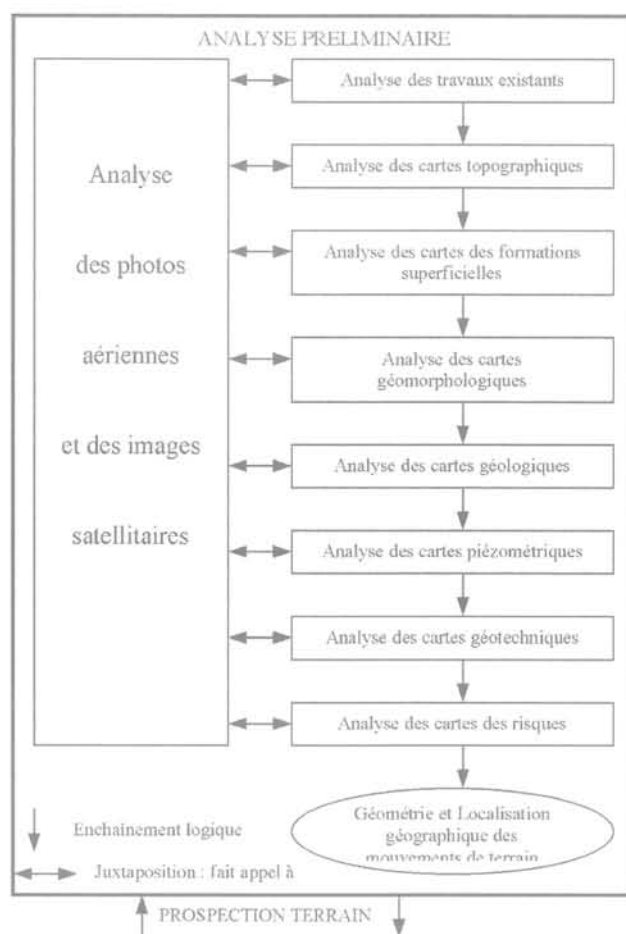 ANALYSE PRELIMINAIRE
Analyse
des photos
aériennes
et des images
satellitaires
Analyse des travaux existants
Analyse des cartes topographiques
Analyse des cartes des formations
superficielles
Analyse des cartes
géomorphologiques
Analyse des cartes géologiques
Analyse des cartes piézométriques
Analyse des cartes géotechniques
Analyse des cartes des risques
Géométrie et Localisation
géographique des
mouvements de terrain
Enchaînement logique
Juxtaposition : fait appel à
PROSPECTION TERRAIN